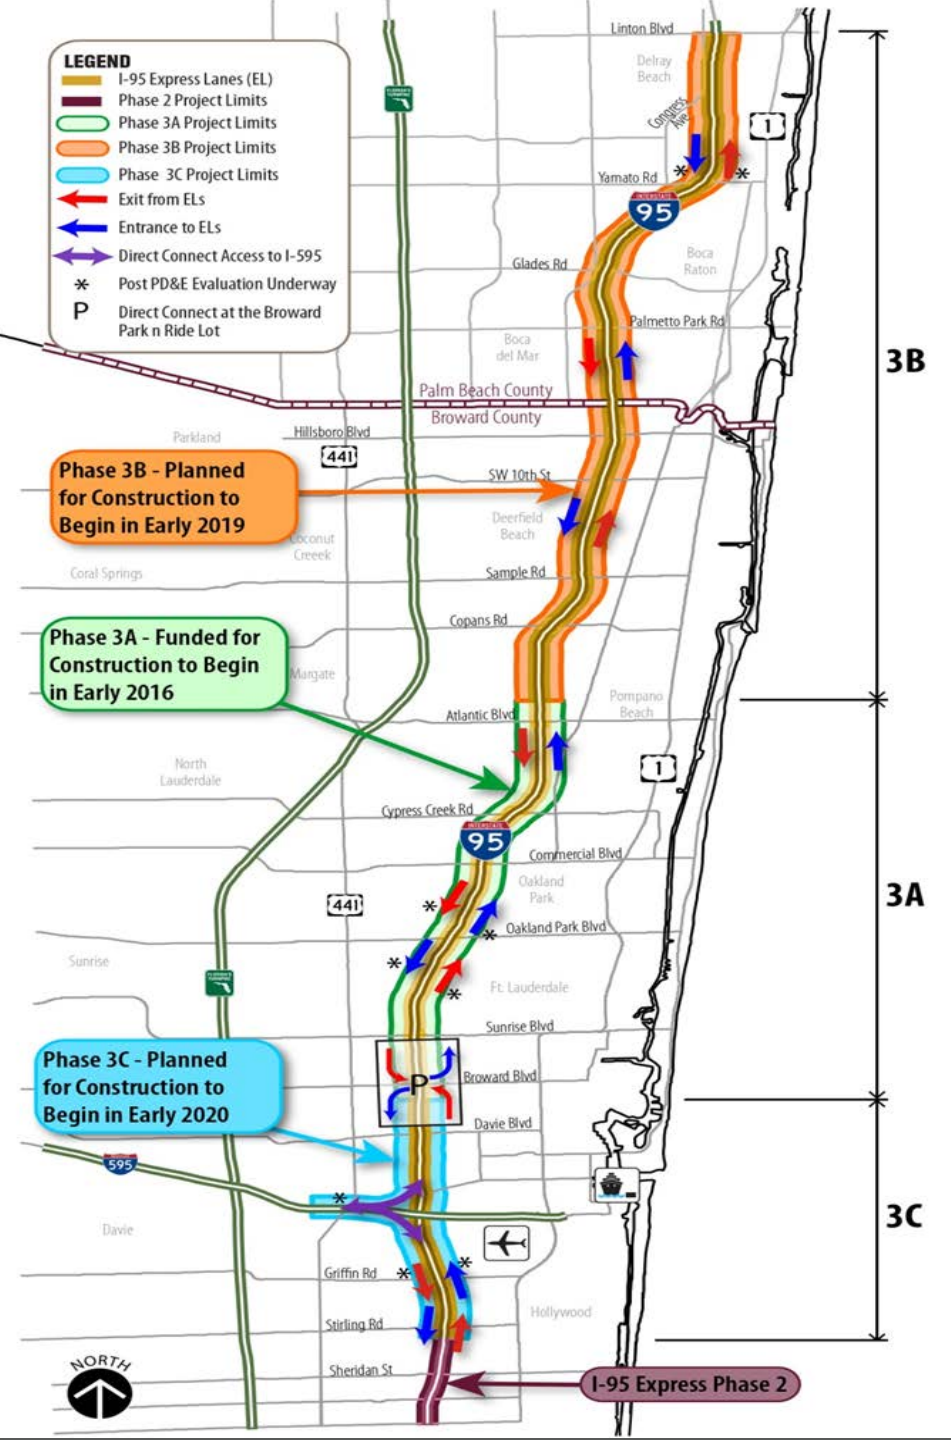 Linton Blvd
LEGEND
I-95 Express Lanes (EL)
Phase 2 Project Limits
Phase 3A Project Limits
Phase 3B Project Limits
Phase 3C Project Limits
Exit from ELs
Entrance to ELs
Direct Connect Access to I-595
* Post PD&E Evaluation Underway
P Direct Connect at the Broward
Park n Ride Lot
Delray
Beach
Congress
Ave
1
*
*
Yamato Rd
INTERSTATE
95
Glades Rd
Boca
Raton
Palmetto Park Rd
Boca
del Mar
3B
Palm Beach County
Broward County
Parkland
Hillsboro Blvd
441
Phase 3B - Planned
for Construction to
Begin in Early 2019
SW 10th St
Deerfield
Beach
Coconut
Creeek
Coral Springs
Sample Rd
Copans Rd
Phase 3A - Funded for
Construction to Begin
in Early 2016
Margate
Pompano
Beach
Atlantic Blvd
North
Lauderdale
1
Cypress Creek Rd
INTERSTATE
95
Commercial Blvd
Oakland
Park
3A
441
*
Oakland Park Blvd
*
Sunrise
*
Ft. Lauderdale
*
Sunrise Blvd
Phase 3C - Planned
for Construction to
Begin in Early 2020
P
Broward Blvd
Davie Blvd
595
*
Davie
3C
*
*
Griffin Rd
Hollywood
Stirling Rd
NORTH
Sheridan St
I-95 Express Phase 2